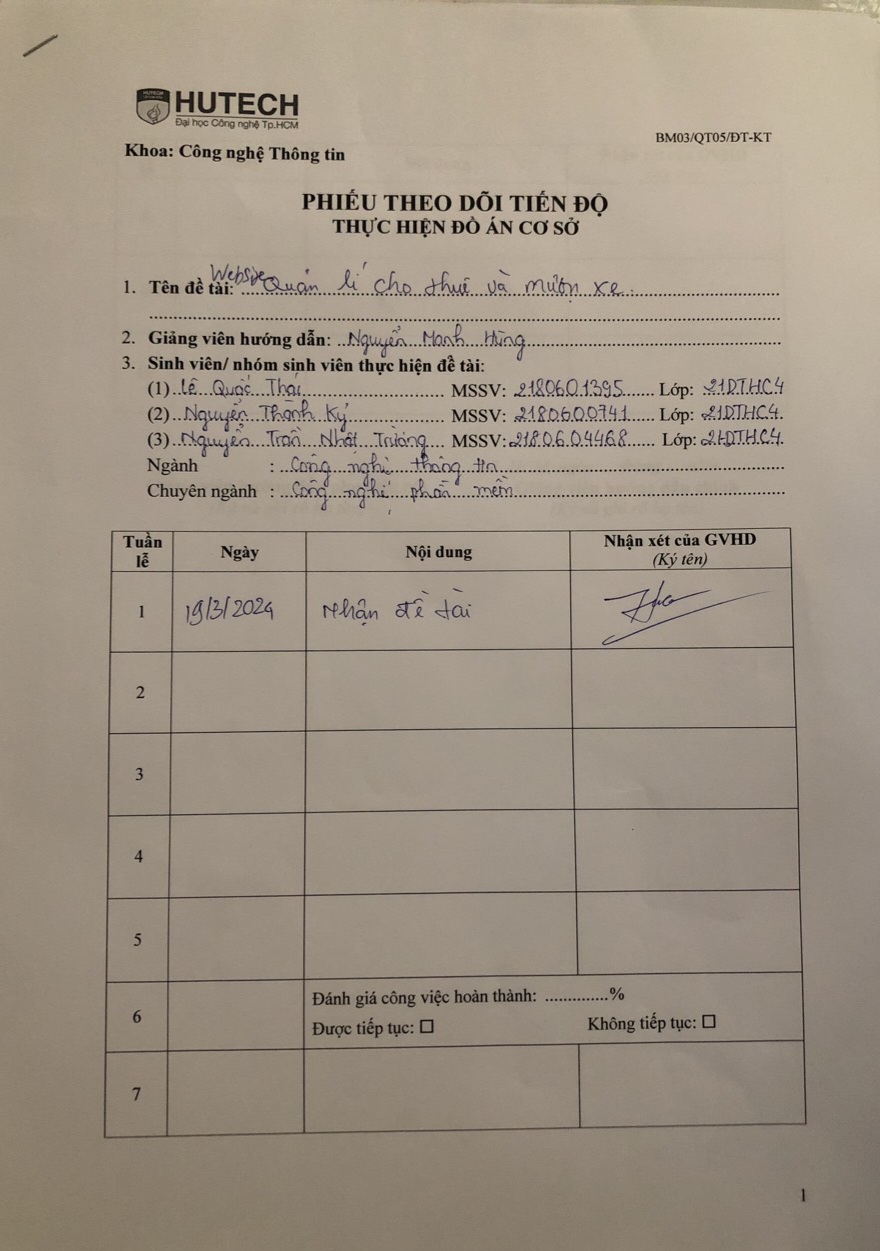 HUTECH
Đại học Công nghệ Tp.HCM
BM03/QT05/ĐT-KT
Khoa: Công nghệ Thông tin
PHIẾU THEO DÕI TIẾN ĐỘ
THỰC HIỆN ĐỒ ÁN CƠ SỞ
1. Tên đề tài: Website Quản lí cho thuê và mượn xe.
2. Giảng viên hướng dẫn: Nguyễn Mạnh Hùng
3. Sinh viên/ nhóm sinh viên thực hiện đề tài:
(1) Lê Quốc Thái MSSV: 2180601395 Lớp: 21DTHC4
(2) Nguyễn Thành Kỷ MSSV: 2180600741 Lớp: 21DTHC4.
(3) Nguyễn Trần Nhật Trường MSSV: 2180604468 Lớp: 21DTHC4.
Ngành : Công nghệ thông tin
Chuyên ngành : Công nghệ phần mềm
Tuần lễ Ngày Nội dung Nhận xét của GVHD (Ký tên)
1 19/3/2024 Nhận đề tài
2
3
4
5
6 Đánh giá công việc hoàn thành: ..............%
Được tiếp tục: ☐ Không tiếp tục: ☐
7
1